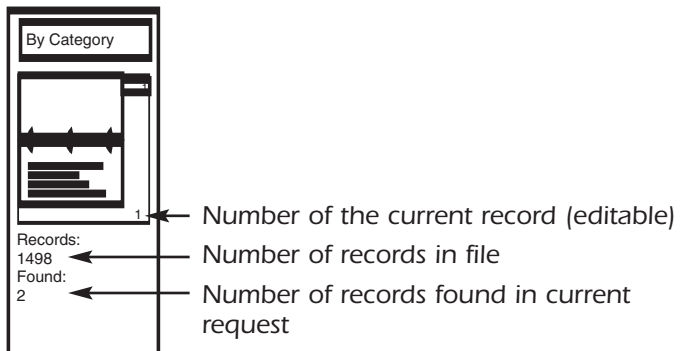 By Category
1
1
Number of the current record (editable)
Records:
1498
Number of records in file
Found:
2
Number of records found in current
request